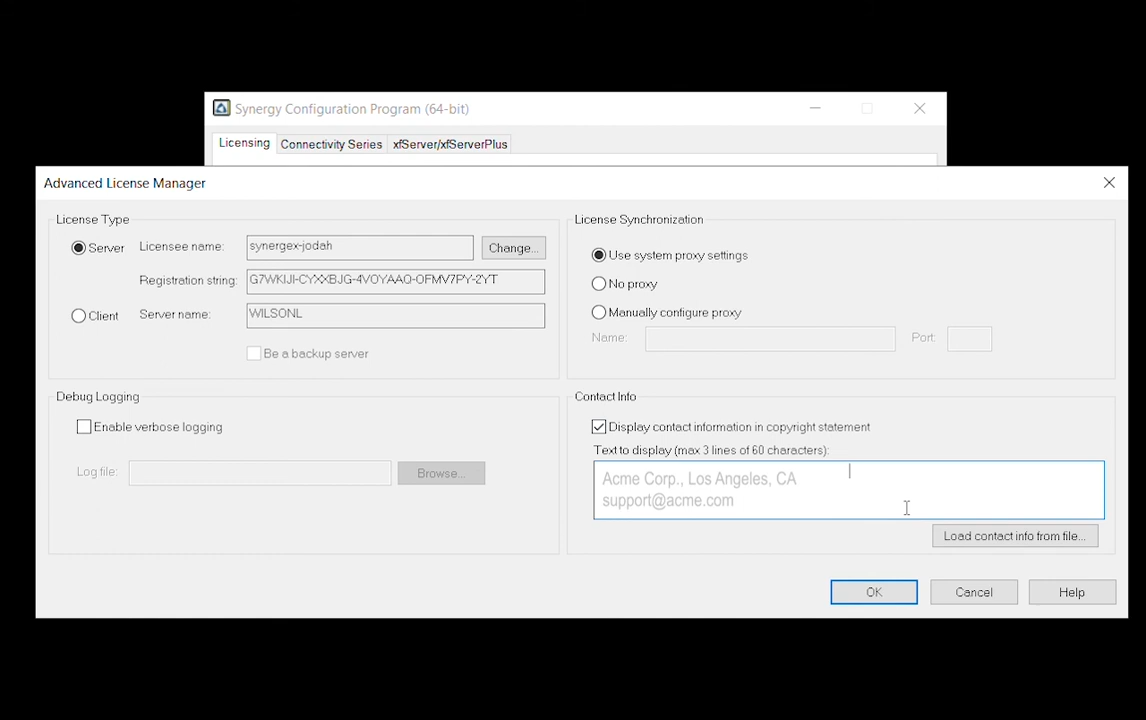 Synergy Configuration Program (64-bit)
Licensing Connectivity Series xfServer/xfServerPlus
Advanced License Manager
License Type
Server Licensee name: synergex-jodah Change...
Registration string: G7WKIJI-CYXXBJG-4VOYAAQ-OFMV7PY-2YT
Client Server name: WILSONL
Be a backup server
License Synchronization
Use system proxy settings
No proxy
Manually configure proxy
Name: Port:
Debug Logging
Enable verbose logging
Log file: Browse...
Contact Info
Display contact information in copyright statement
Text to display (max 3 lines of 60 characters):
Acme Corp., Los Angeles, CA
support@acme.com
Load contact info from file...
OK Cancel Help